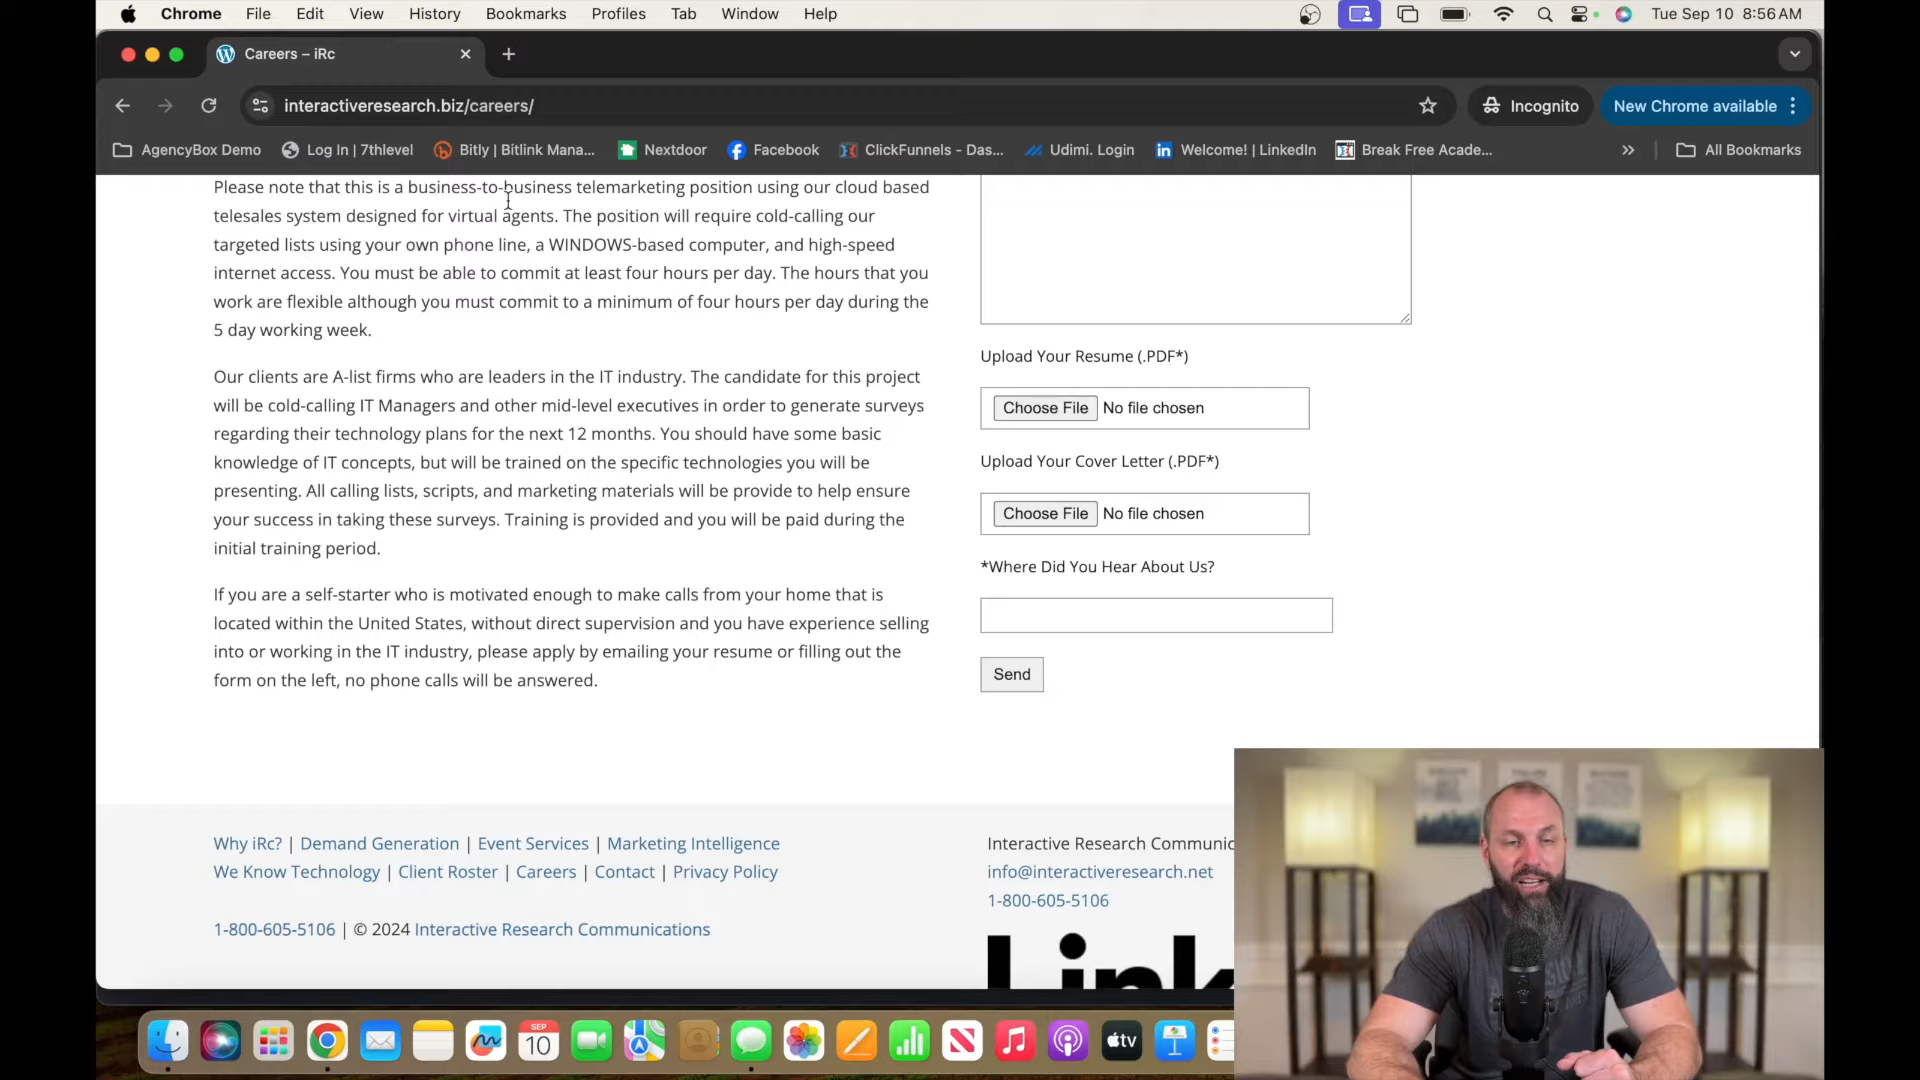 Chrome File Edit View History Bookmarks Profiles Tab Window Help Tue Sep 10 8:56 AM
Careers – iRc
interactiveresearch.biz/careers/ Incognito New Chrome available
AgencyBox Demo Log In | 7thlevel Bitly | Bitlink Mana... Nextdoor Facebook ClickFunnels - Das... Udimi. Login Welcome! | LinkedIn Break Free Acade... » All Bookmarks
Please note that this is a business-to-business telemarketing position using our cloud based
telesales system designed for virtual agents. The position will require cold-calling our
targeted lists using your own phone line, a WINDOWS-based computer, and high-speed
internet access. You must be able to commit at least four hours per day. The hours that you
work are flexible although you must commit to a minimum of four hours per day during the
5 day working week.
Our clients are A-list firms who are leaders in the IT industry. The candidate for this project
will be cold-calling IT Managers and other mid-level executives in order to generate surveys
regarding their technology plans for the next 12 months. You should have some basic
knowledge of IT concepts, but will be trained on the specific technologies you will be
presenting. All calling lists, scripts, and marketing materials will be provide to help ensure
your success in taking these surveys. Training is provided and you will be paid during the
initial training period.
If you are a self-starter who is motivated enough to make calls from your home that is
located within the United States, without direct supervision and you have experience selling
into or working in the IT industry, please apply by emailing your resume or filling out the
form on the left, no phone calls will be answered.
Upload Your Resume (.PDF*)
Choose File No file chosen
Upload Your Cover Letter (.PDF*)
Choose File No file chosen
*Where Did You Hear About Us?
Send
Why iRc? | Demand Generation | Event Services | Marketing Intelligence
We Know Technology | Client Roster | Careers | Contact | Privacy Policy
1-800-605-5106 | © 2024 Interactive Research Communications
Interactive Research Communic
info@interactiveresearch.net
1-800-605-5106
Link
SEP
10
tv